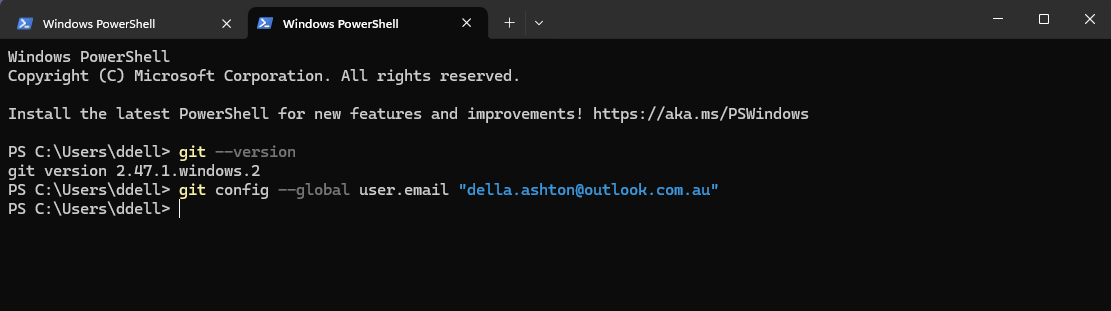 Windows PowerShell
Windows PowerShell
Windows PowerShell
Copyright (C) Microsoft Corporation. All rights reserved.
Install the latest PowerShell for new features and improvements! https://aka.ms/PSWindows
PS C:\Users\ddell> git --version
git version 2.47.1.windows.2
PS C:\Users\ddell> git config --global user.email "della.ashton@outlook.com.au"
PS C:\Users\ddell>